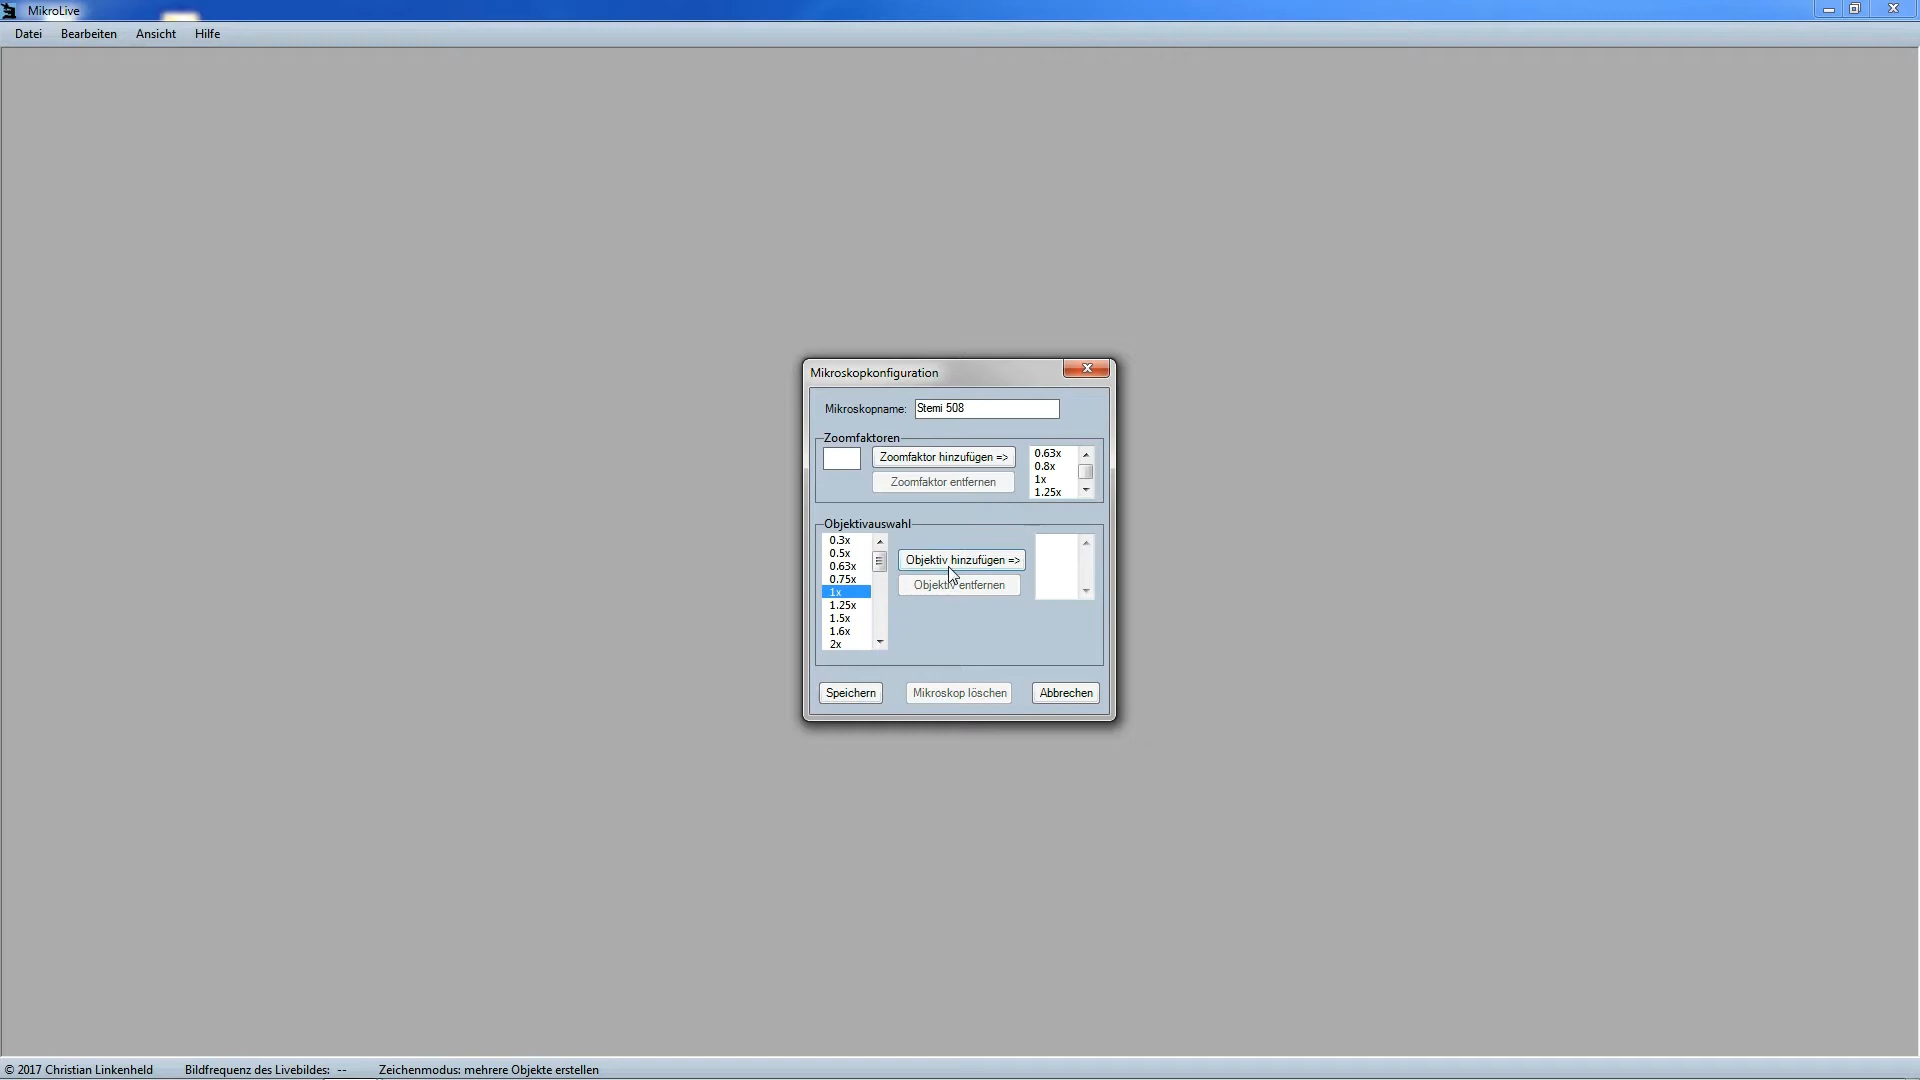 MikroLive
Datei Bearbeiten Ansicht Hilfe
Mikroskopkonfiguration
Mikroskopname: Stemi 508
Zoomfaktoren
Zoomfaktor hinzufügen =>
Zoomfaktor entfernen
0.63x
0.8x
1x
1.25x
Objektivauswahl
0.3x
0.5x
0.63x
0.75x
1x
1.25x
1.5x
1.6x
2x
Objektiv hinzufügen =>
Objektiv entfernen
Speichern Mikroskop löschen Abbrechen
© 2017 Christian Linkenheld Bildfrequenz des Livebildes: -- Zeichenmodus: mehrere Objekte erstellen